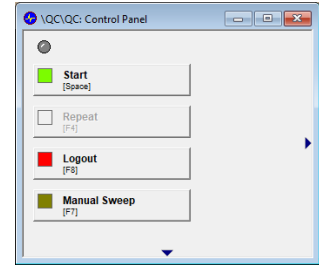 \QC\QC: Control Panel
Start
[Space]
Repeat
[F4]
Logout
[F8]
Manual Sweep
[F7]